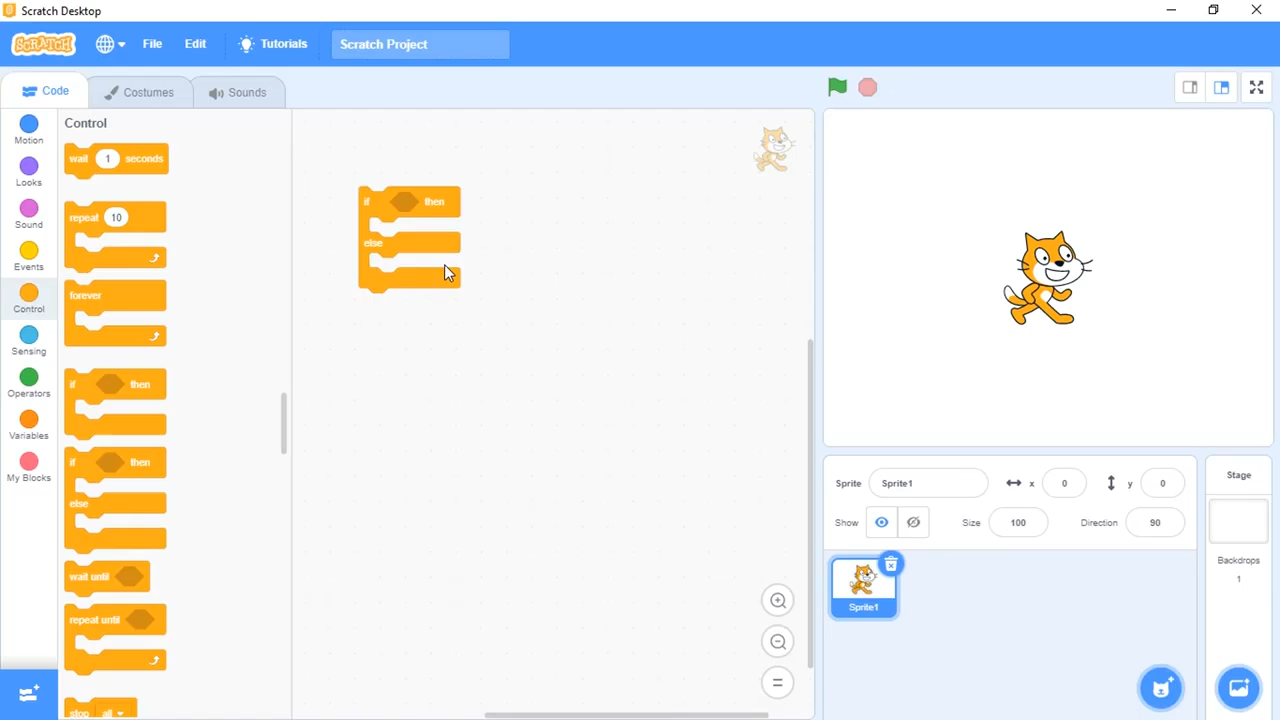 Scratch Desktop
SCRATCH
File
Edit
Tutorials
Scratch Project
Code
Costumes
Sounds
Motion
Looks
Sound
Events
Control
Sensing
Operators
Variables
My Blocks
Control
wait 1 seconds
repeat 10
forever
if then
if then
else
wait until
repeat until
stop all
if then
else
Sprite Sprite1 x 0 y 0
Show Size 100 Direction 90
Sprite1
Stage
Backdrops
1